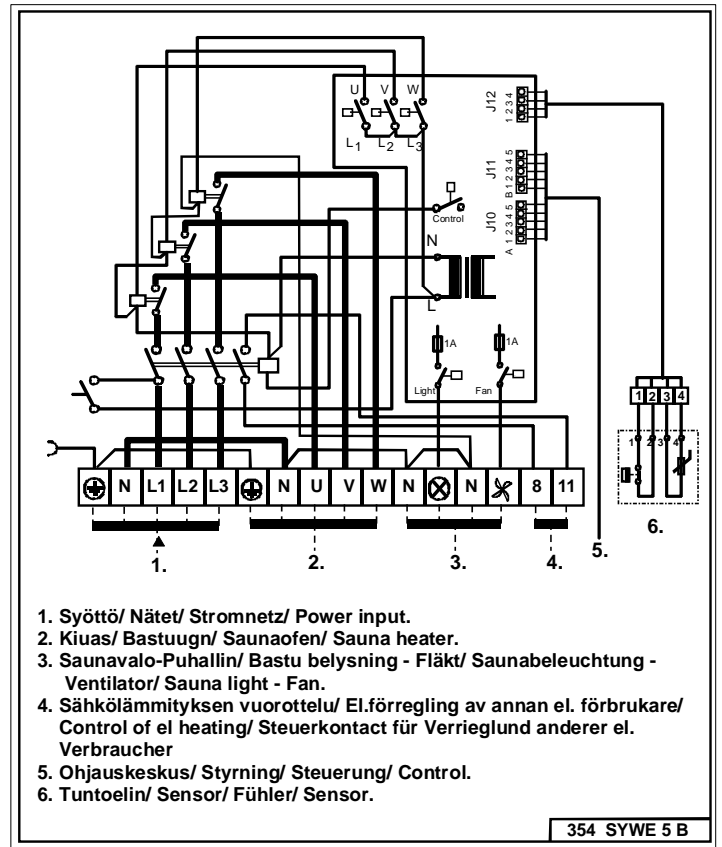 U V W
L1 L2 L3
J12
1 2 3 4
J11
B 1 2 3 4 5
J10
A 1 2 3 4 5
Control
N
L
1A 1A
Light Fan
1 2 3 4
1 2 3 4
N L1 L2 L3 N U V W N N 8 11
1. 2. 3. 4. 5. 6.
1. Syöttö/ Nätet/ Stromnetz/ Power input.
2. Kiuas/ Bastuugn/ Saunaofen/ Sauna heater.
3. Saunavalo-Puhallin/ Bastu belysning - Fläkt/ Saunabeleuchtung -
Ventilator/ Sauna light - Fan.
4. Sähkölämmityksen vuorottelu/ El.förregling av annan el. förbrukare/
Control of el heating/ Steuerkontact für Verrieglund anderer el.
Verbraucher
5. Ohjauskeskus/ Styrning/ Steuerung/ Control.
6. Tuntoelin/ Sensor/ Fühler/ Sensor.
354 SYWE 5 B